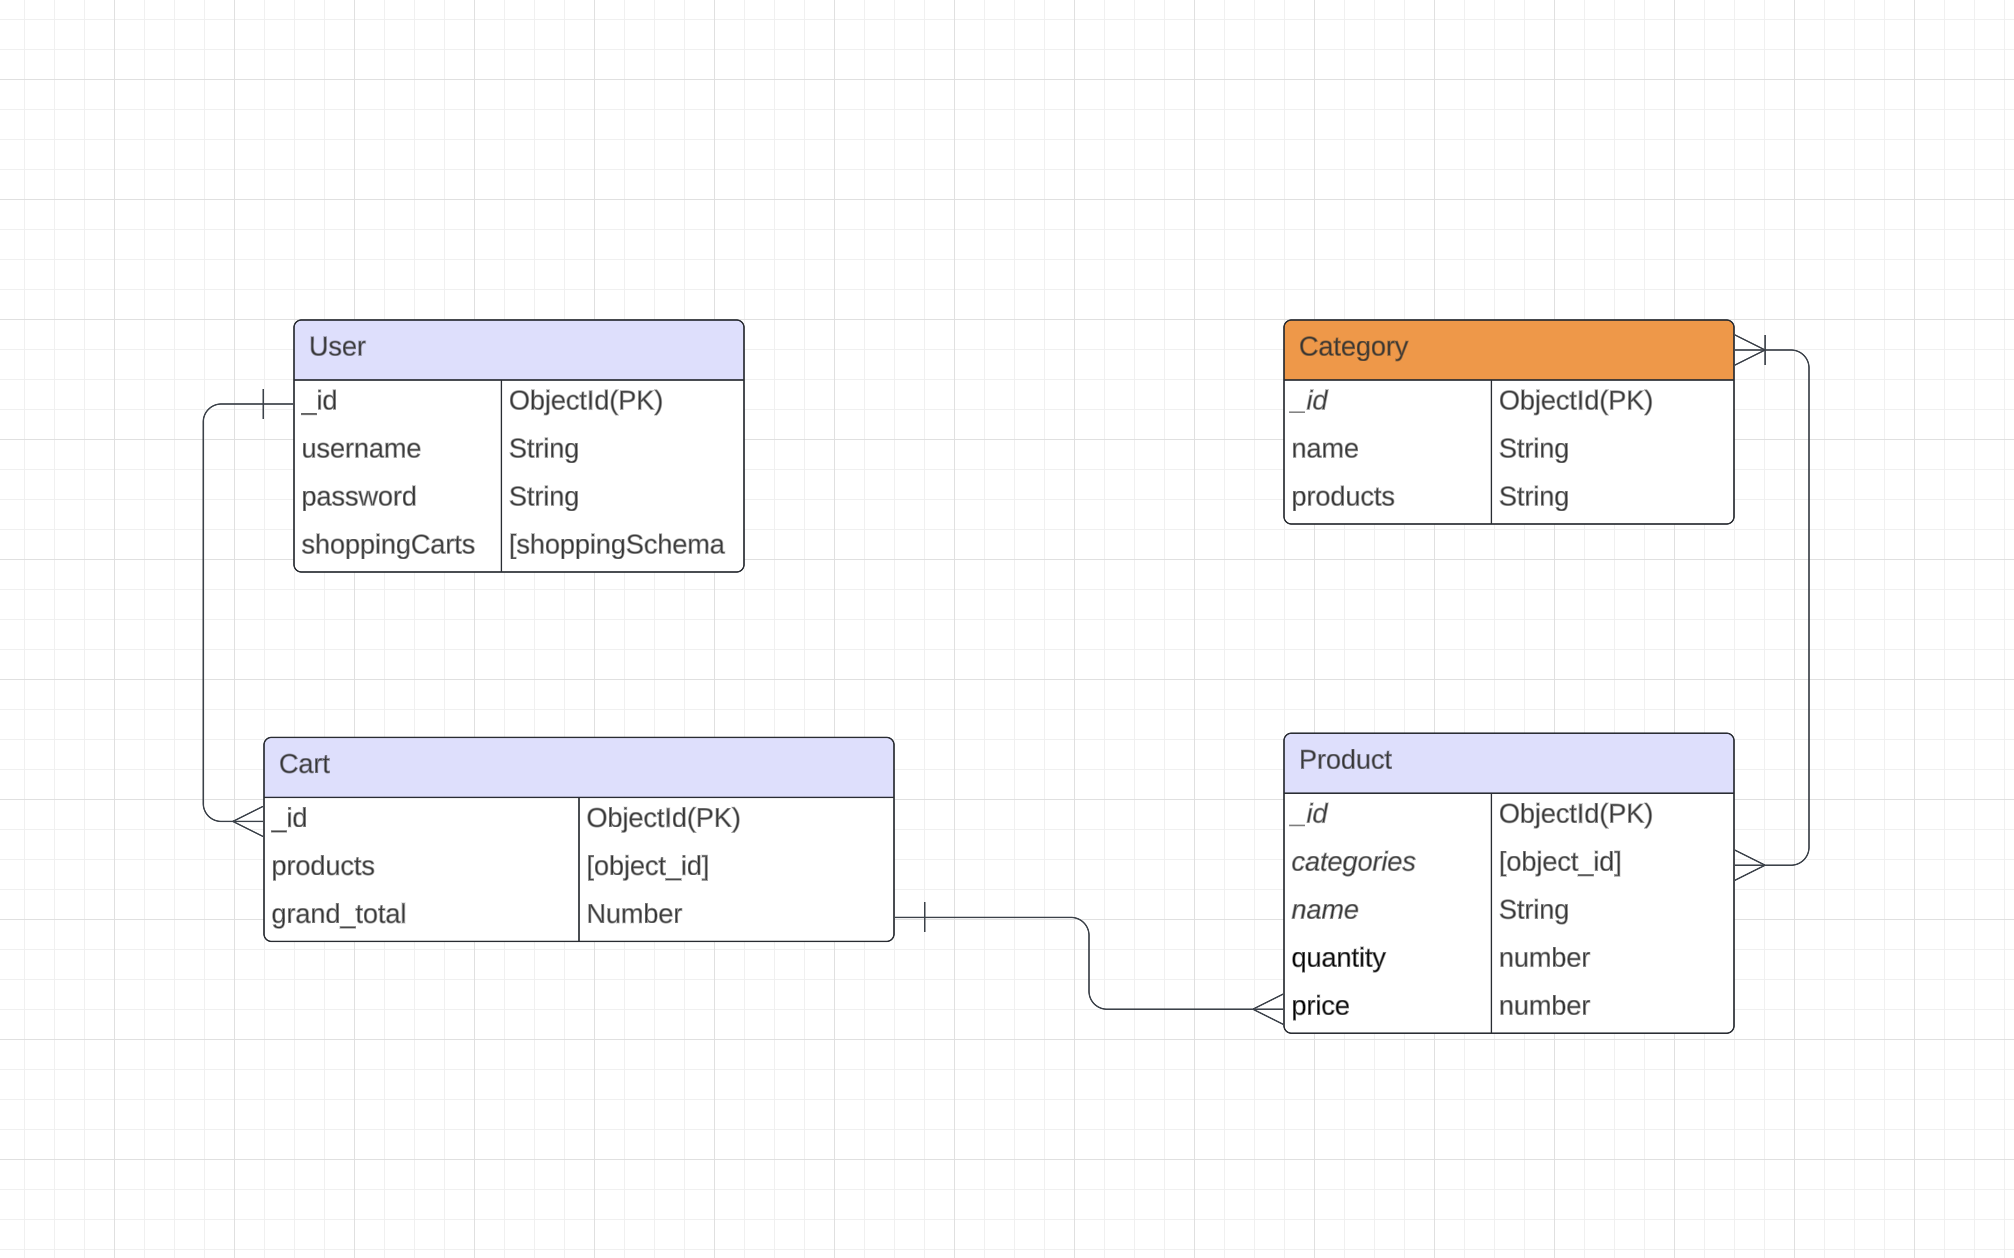 User
_id ObjectId(PK)
username String
password String
shoppingCarts [shoppingSchema
Category
_id ObjectId(PK)
name String
products String
Cart
_id ObjectId(PK)
products [object_id]
grand_total Number
Product
_id ObjectId(PK)
categories [object_id]
name String
quantity number
price number